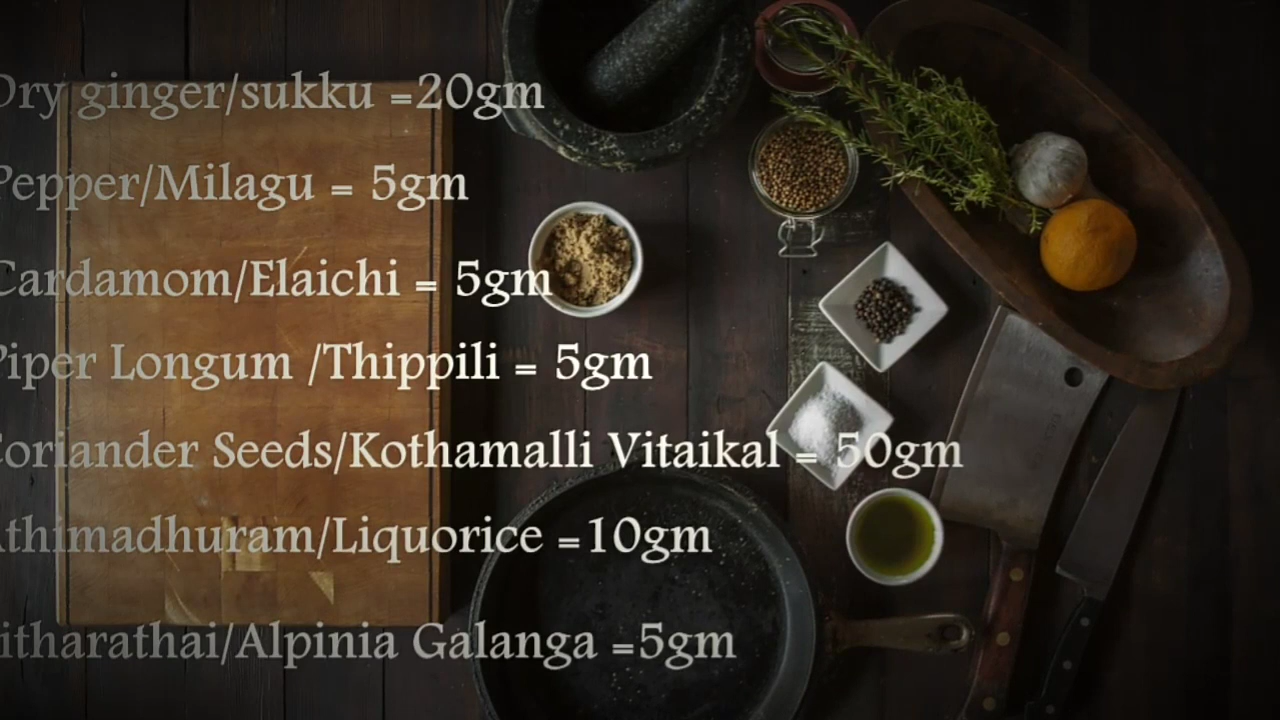 Dry ginger/sukku =20gm
Pepper/Milagu = 5gm
Cardamom/Elaichi = 5gm
Piper Longum /Thippili = 5gm
Coriander Seeds/Kothamalli Vitaikal = 50gm
Athimadhuram/Liquorice =10gm
itharathai/Alpinia Galanga =5gm